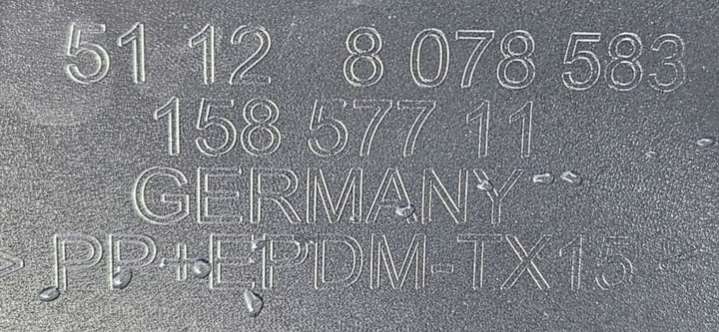 51 12 8 078 583
158 577 11
GERMANY
>PP+EPDM-TX15